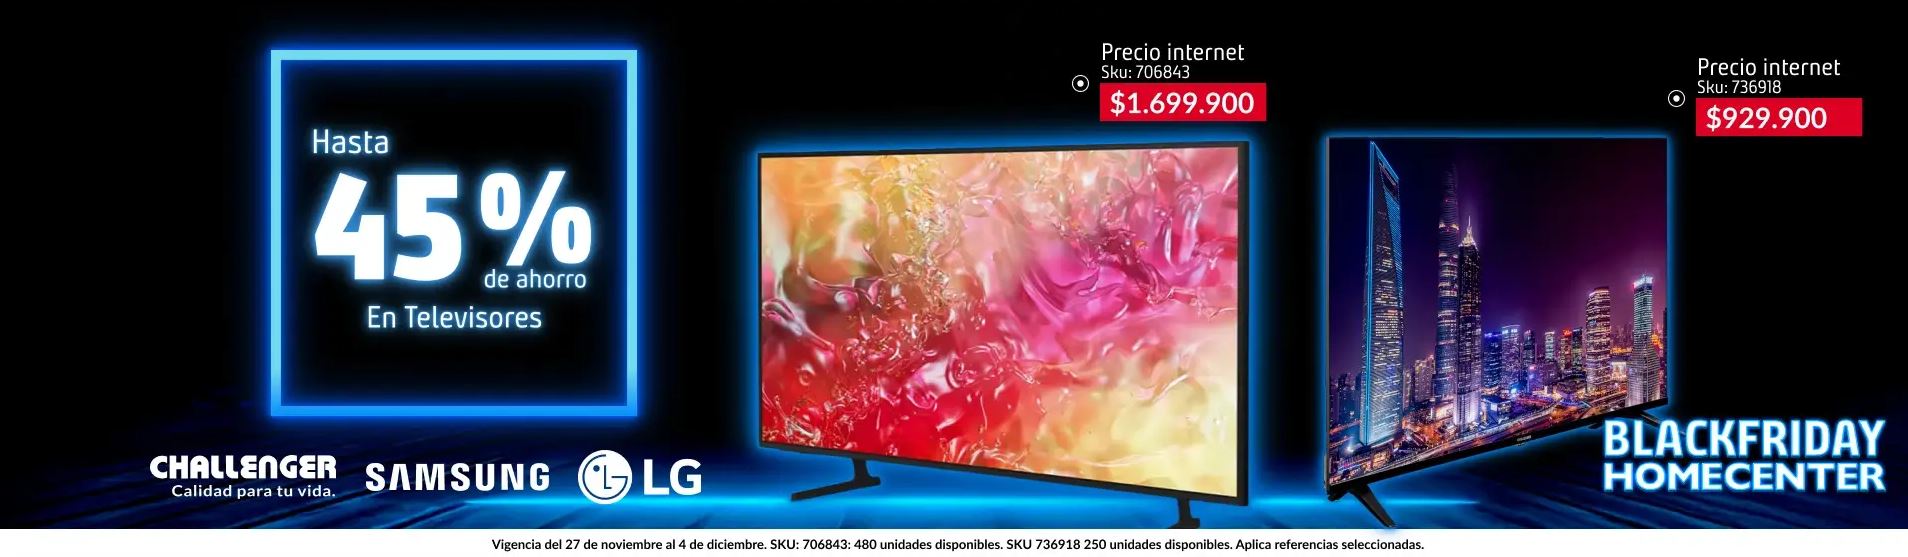 Hasta
45%
de ahorro
En Televisores
CHALLENGER
Calidad para tu vida.
SAMSUNG
LG
Precio internet
Sku: 706843
$1.699.900
Precio internet
Sku: 736918
$929.900
BLACKFRIDAY
HOMECENTER
Vigencia del 27 de noviembre al 4 de diciembre. SKU: 706843: 480 unidades disponibles. SKU 736918 250 unidades disponibles. Aplica referencias seleccionadas.